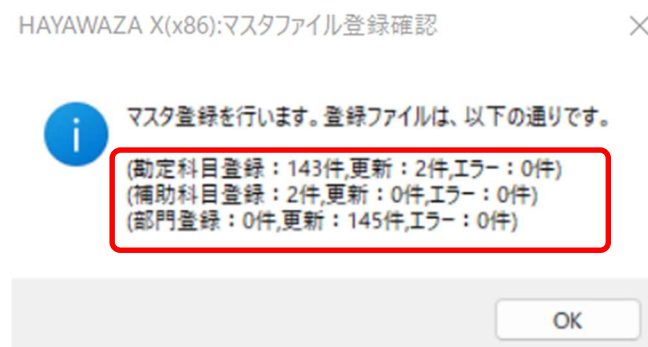 HAYAWAZA X(x86):マスタファイル登録確認
マスタ登録を行います。登録ファイルは、以下の通りです。
(勘定科目登録：143件,更新：2件,エラー：0件)
(補助科目登録：2件,更新：0件,エラー：0件)
(部門登録：0件,更新：145件,エラー：0件)
OK